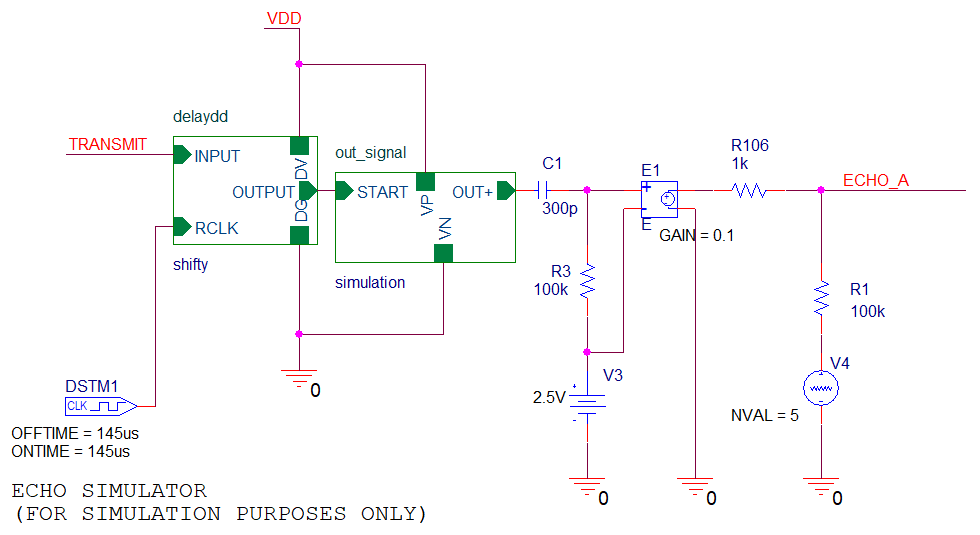 VDD
delaydd
TRANSMIT
INPUT
DV
OUTPUT
DG
RCLK
shifty
out_signal
START
VP
OUT+
VN
simulation
C1
300p
E1
+
-
E
GAIN = 0.1
R106
1k
ECHO_A
R3
100k
R1
100k
V3
2.5V
+
-
V4
+
-
NVAL = 5
0
0
0
0
DSTM1
CLK
OFFTIME = 145us
ONTIME = 145us
ECHO SIMULATOR
(FOR SIMULATION PURPOSES ONLY)